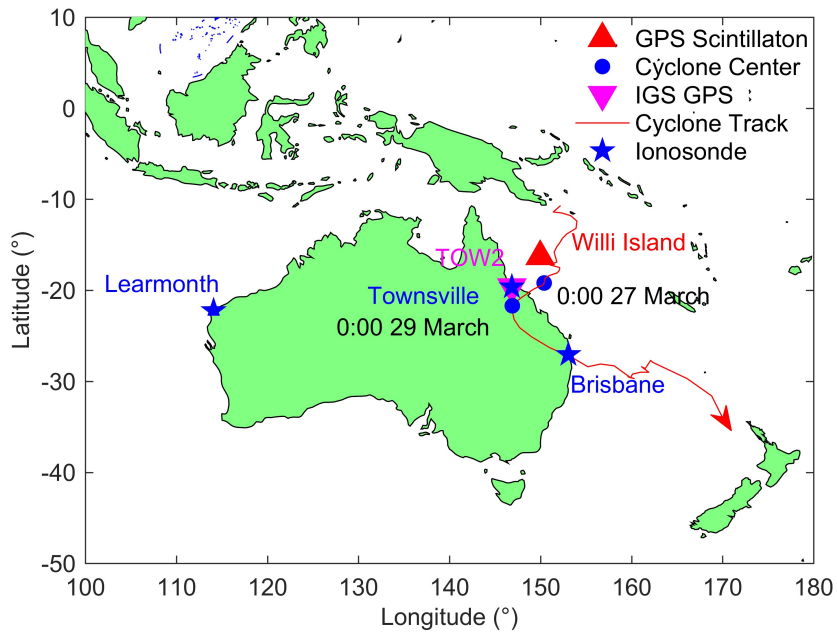 10
0
-10
-20
-30
-40
-50
100
110
120
130
140
150
160
170
180
Latitude (°)
Longitude (°)
GPS Scintillaton
Cyclone Center
IGS GPS
Cyclone Track
Ionosonde
Willi Island
TOW2
Learmonth
Townsville
0:00 27 March
0:00 29 March
Brisbane